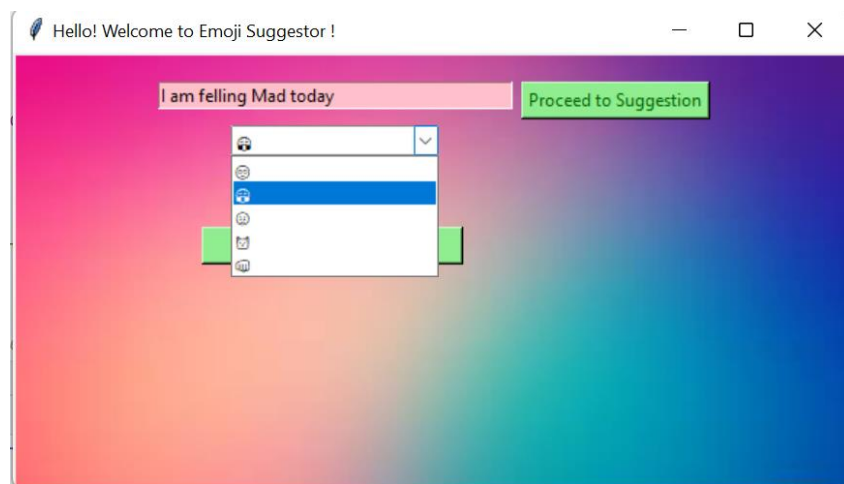 Hello! Welcome to Emoji Suggestor !
I am felling Mad today
Proceed to Suggestion